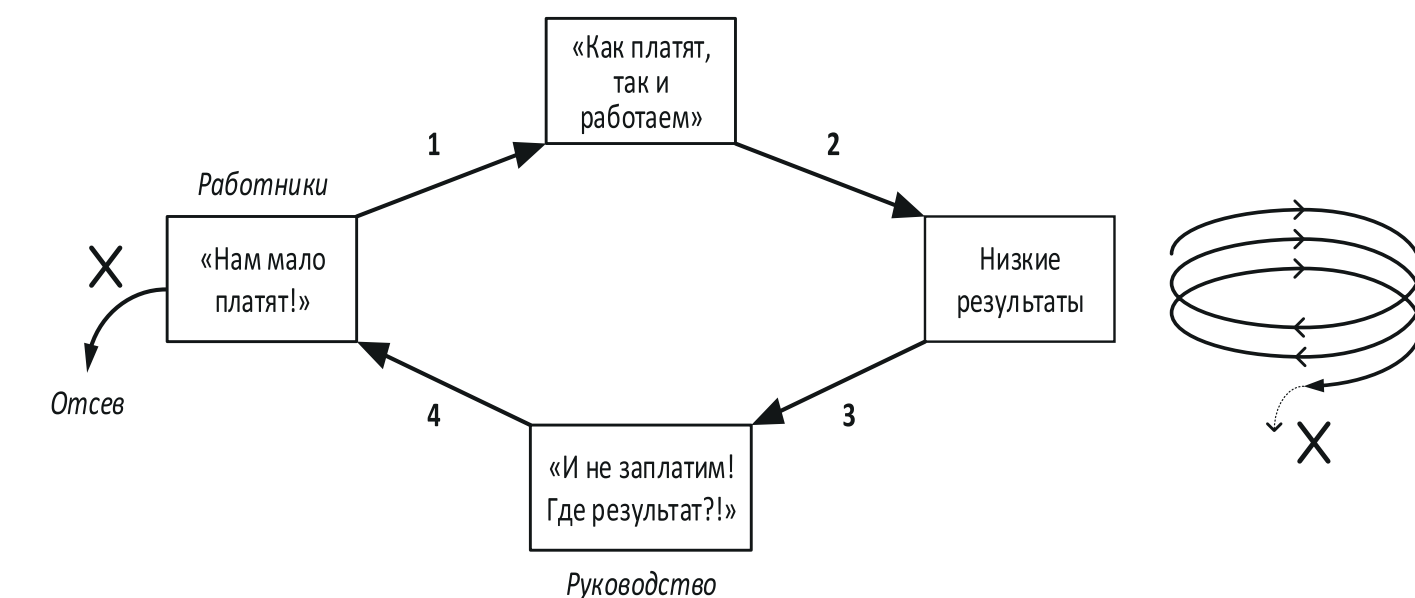 «Как платят,
так и
работаем»
1
2
Работники
«Нам мало
платят!»
Низкие
результаты
X
Отсев
4
3
«И не заплатим!
Где результат?!»
X
Руководство